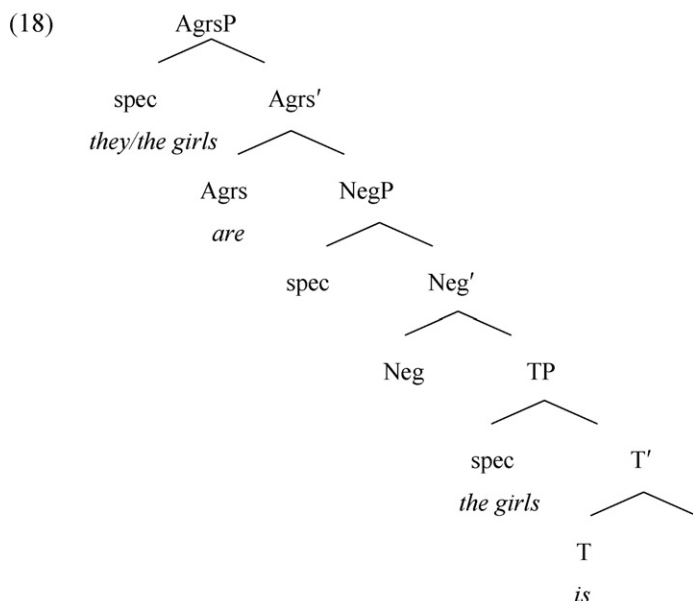 (18) AgrsP
spec Agrs′
they/the girls
Agrs NegP
are
spec Neg′
Neg TP
spec T′
the girls
T
is